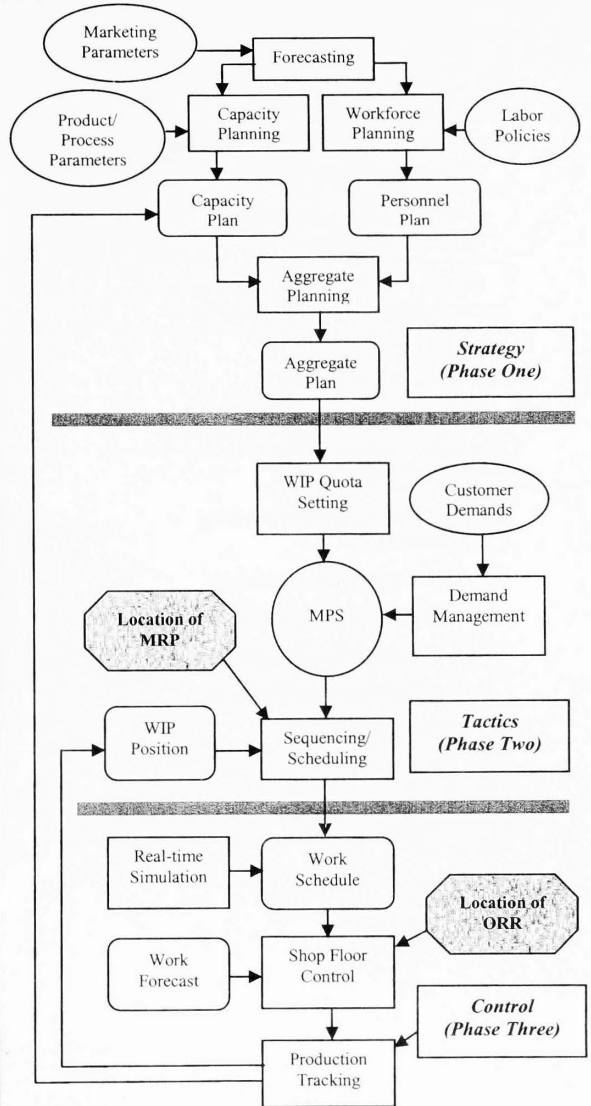 Marketing
Parameters
Forecasting
Product/
Process
Parameters
Capacity
Planning
Workforce
Planning
Labor
Policies
Capacity
Plan
Personnel
Plan
Aggregate
Planning
Aggregate
Plan
Strategy
(Phase One)
WIP Quota
Setting
Customer
Demands
MPS
Demand
Management
Location of
MRP
WIP
Position
Sequencing/
Scheduling
Tactics
(Phase Two)
Real-time
Simulation
Work
Schedule
Location of
ORR
Work
Forecast
Shop Floor
Control
Control
(Phase Three)
Production
Tracking